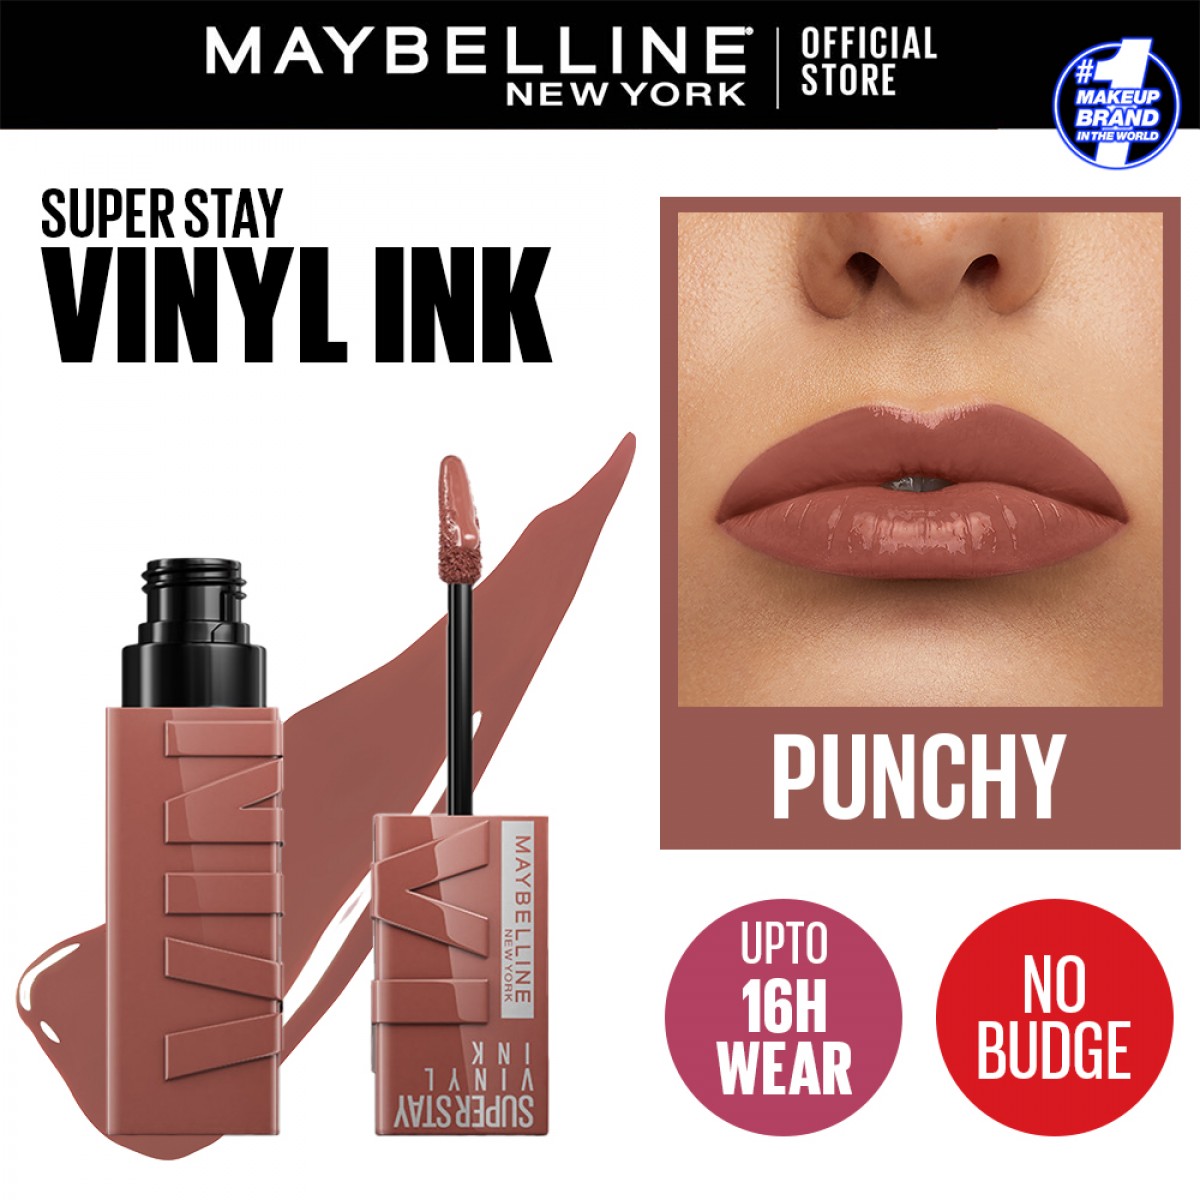 MAYBELLINE
NEW YORK
OFFICIAL
STORE
#1
MAKEUP
BRAND
IN THE WORLD
SUPER STAY
VINYL INK
PUNCHY
VINYL
MAYBELLINE
NEW YORK
SUPERSTAY
VINYL
INK
UPTO
16H
WEAR
NO
BUDGE